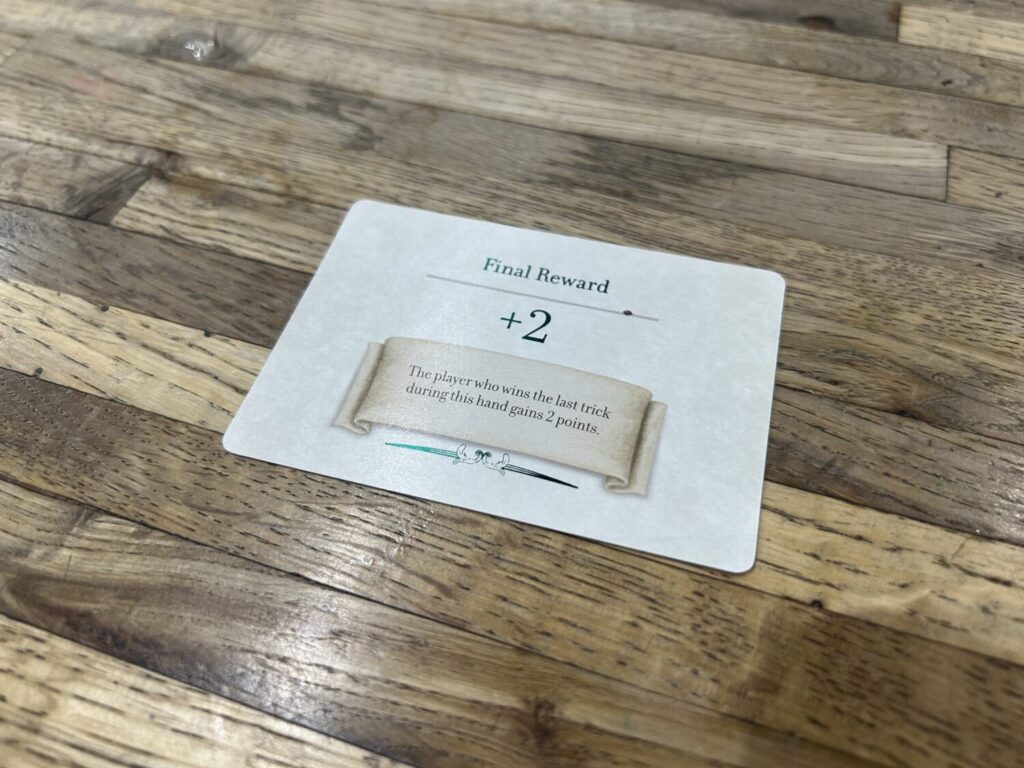 Final Reward
+2
The player who wins the last trick
during this hand gains 2 points.